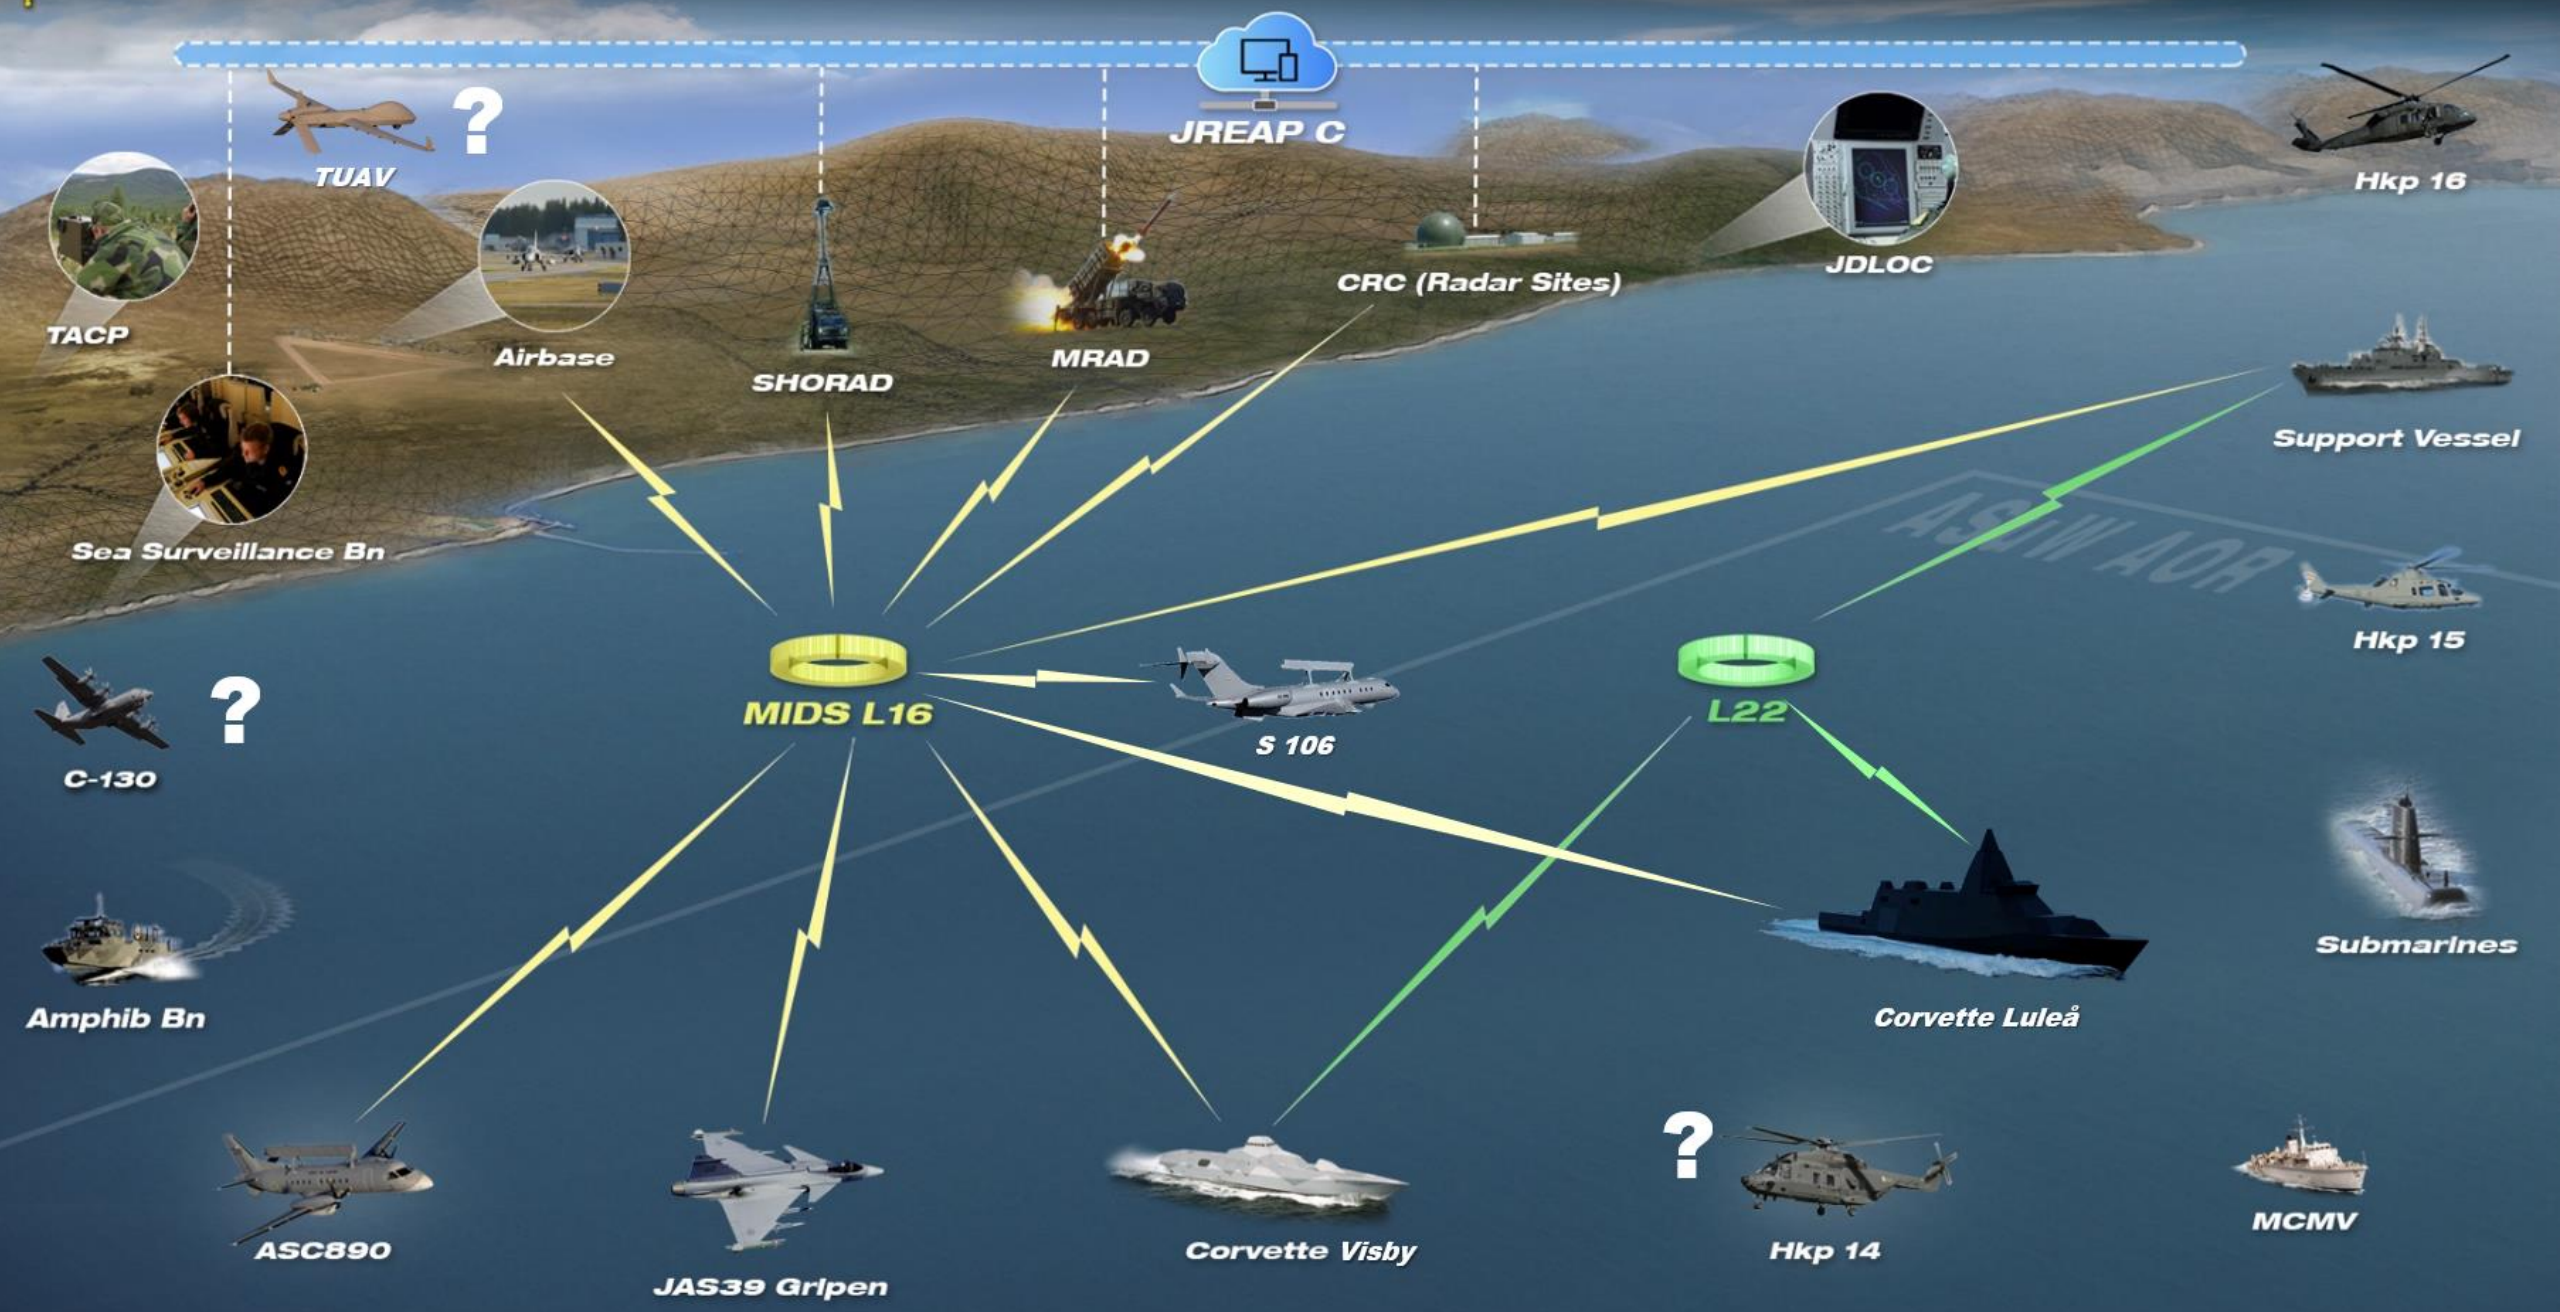 JREAP C
TUAV
?
Hkp 16
TACP
Airbase
SHORAD
MRAD
CRC (Radar Sites)
JDLOC
Support Vessel
Sea Surveillance Bn
ASuW AOR
Hkp 15
MIDS L16
L22
S 106
C-130
?
Submarines
Amphib Bn
Corvette Luleå
ASC890
JAS39 Gripen
Corvette Visby
?
Hkp 14
MCMV